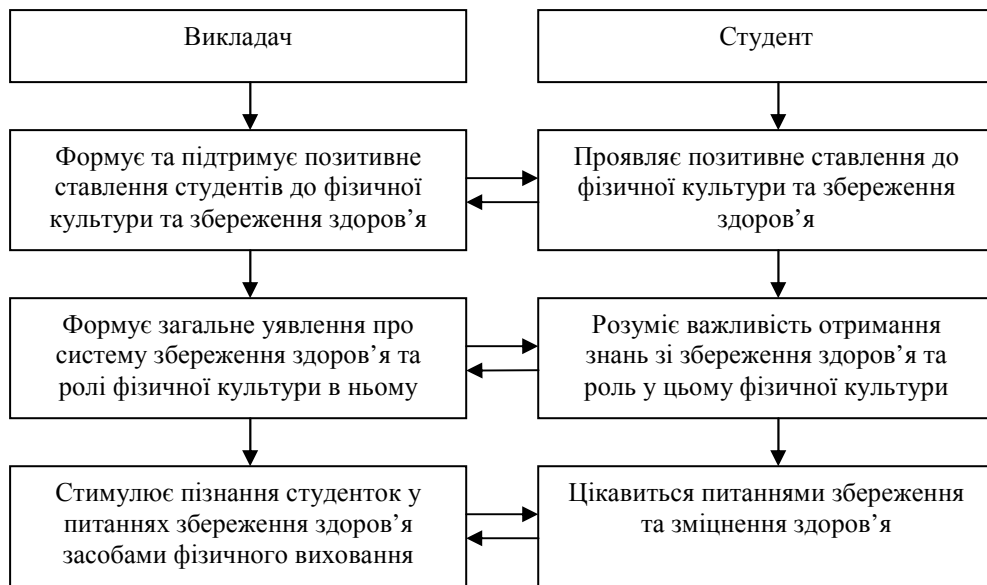 Викладач
Студент
Формує та підтримує позитивне
ставлення студентів до фізичної
культури та збереження здоров’я
Проявляє позитивне ставлення до
фізичної культури та збереження
здоров’я
Формує загальне уявлення про
систему збереження здоров’я та
ролі фізичної культури в ньому
Розуміє важливість отримання
знань зі збереження здоров’я та
роль у цьому фізичної культури
Стимулює пізнання студенток у
питаннях збереження здоров’я
засобами фізичного виховання
Цікавиться питаннями збереження
та зміцнення здоров’я